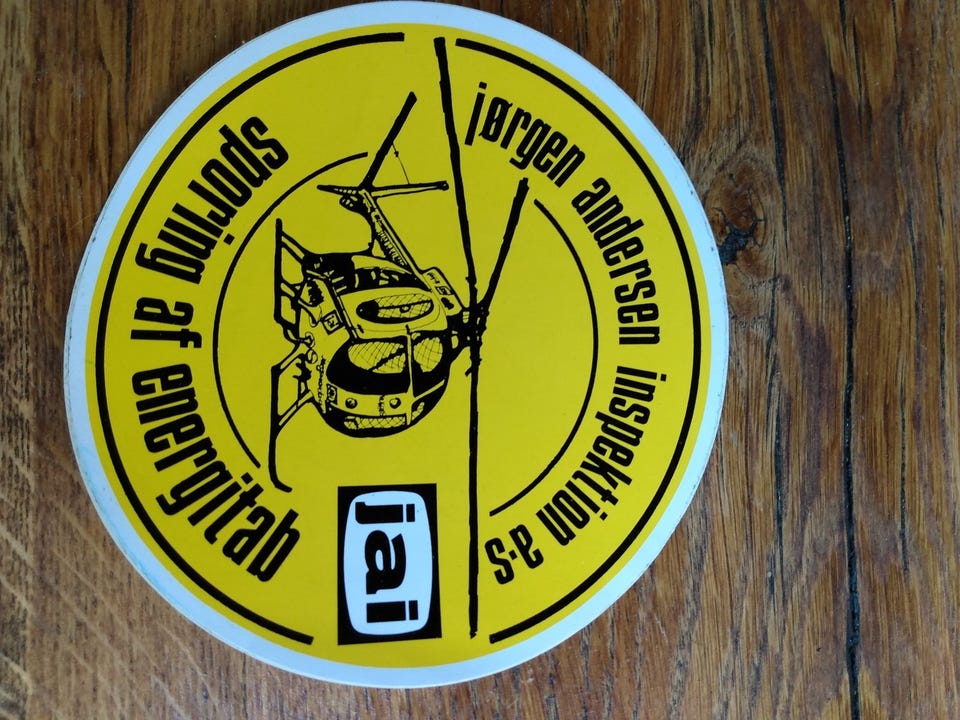 jørgen andersen inspektion a·s
jai
sporing af energitab